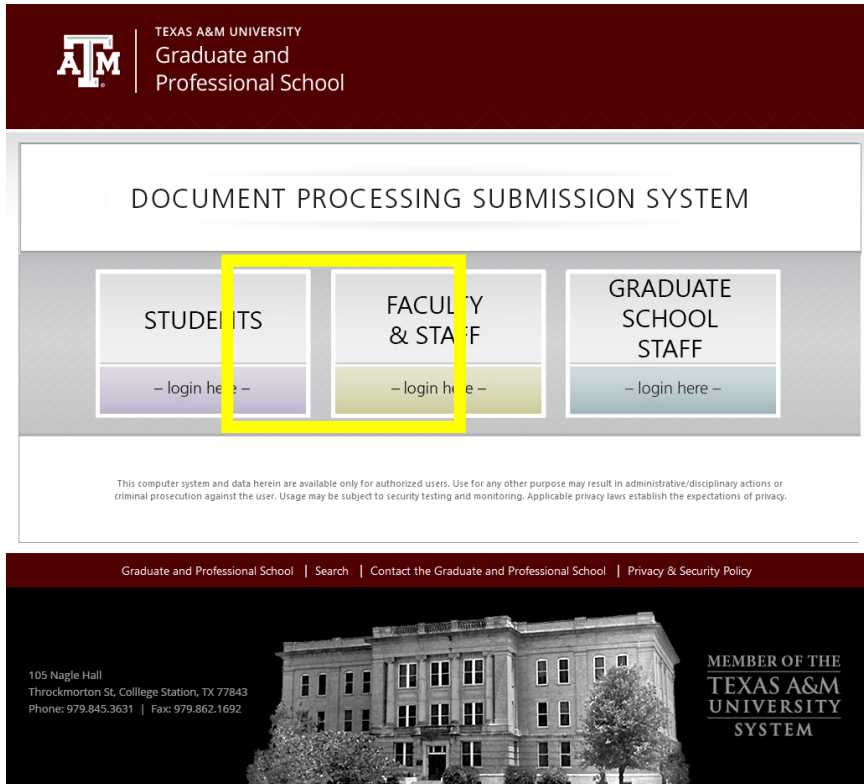 TEXAS A&M UNIVERSITY
Graduate and
Professional School
DOCUMENT PROCESSING SUBMISSION SYSTEM
STUDENTS
– login here –
FACULTY
& STAFF
– login here –
GRADUATE
SCHOOL
STAFF
– login here –
This computer system and data herein are available only for authorized users. Use for any other purpose may result in administrative/disciplinary actions or
criminal prosecution against the user. Usage may be subject to security testing and monitoring. Applicable privacy laws establish the expectations of privacy.
Graduate and Professional School | Search | Contact the Graduate and Professional School | Privacy & Security Policy
105 Nagle Hall
Throckmorton St, Colllege Station, TX 77843
Phone: 979.845.3631 | Fax: 979.862.1692
MEMBER OF THE
TEXAS A&M
UNIVERSITY
SYSTEM